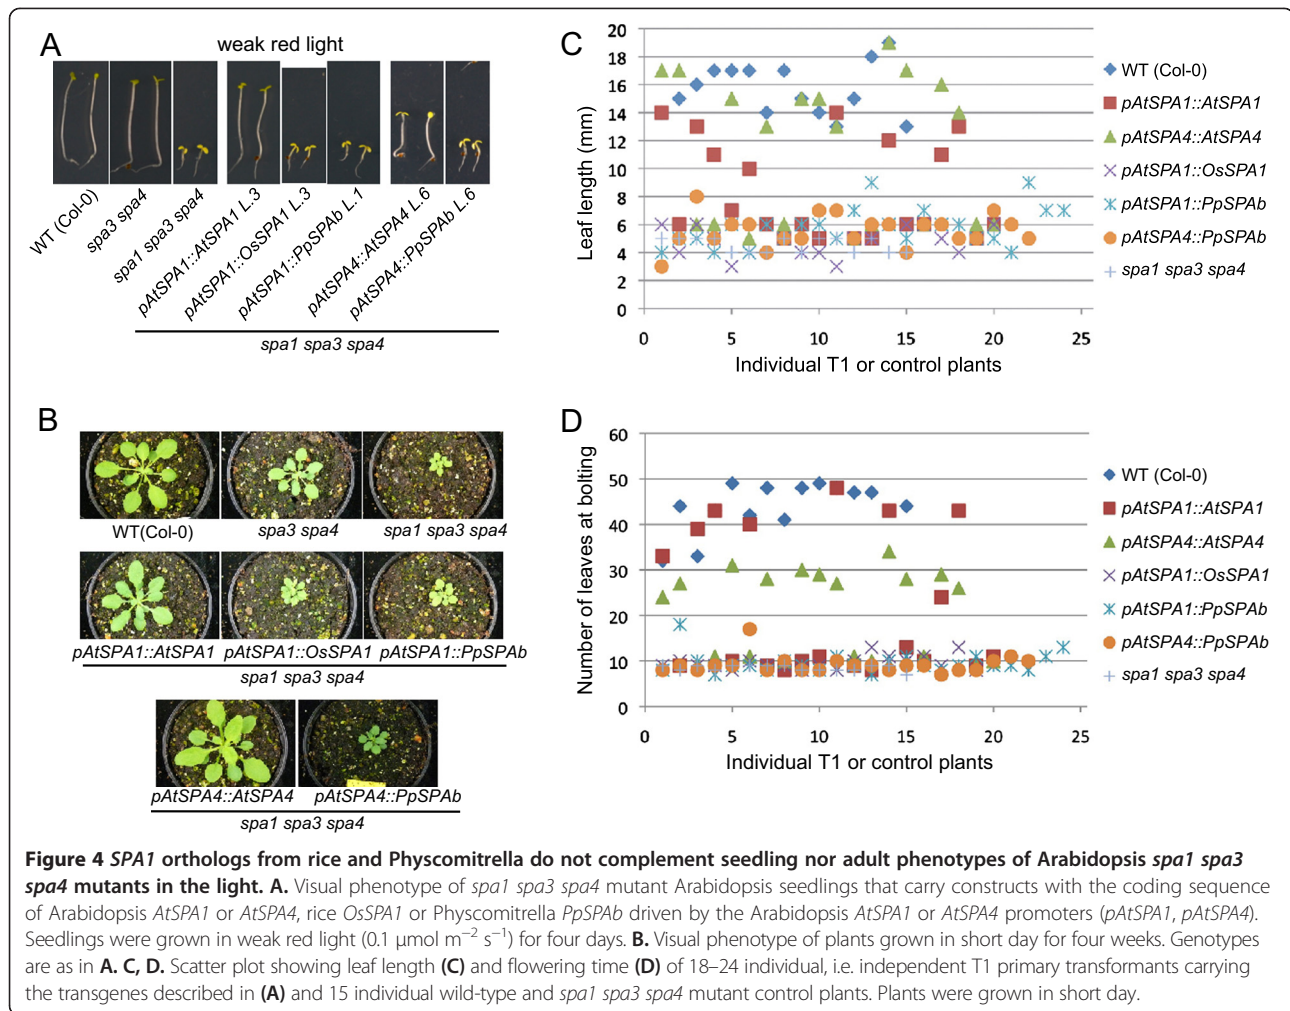 A
weak red light
WT (Col-0)
spa3 spa4
spa1 spa3 spa4
pAtSPA1::AtSPA1 L.3
pAtSPA1::OsSPA1 L.3
pAtSPA1::PpSPAb L.1
pAtSPA4::AtSPA4 L.6
pAtSPA4::PpSPAb L.6
spa1 spa3 spa4
C
Leaf length (mm)
20
18
16
14
12
10
8
6
4
2
0
0 5 10 15 20 25
Individual T1 or control plants
WT (Col-0)
pAtSPA1::AtSPA1
pAtSPA4::AtSPA4
pAtSPA1::OsSPA1
pAtSPA1::PpSPAb
pAtSPA4::PpSPAb
spa1 spa3 spa4
B
WT(Col-0) spa3 spa4 spa1 spa3 spa4
pAtSPA1::AtSPA1 pAtSPA1::OsSPA1 pAtSPA1::PpSPAb
spa1 spa3 spa4
pAtSPA4::AtSPA4 pAtSPA4::PpSPAb
spa1 spa3 spa4
D
Number of leaves at bolting
60
50
40
30
20
10
0
0 5 10 15 20 25
Individual T1 or control plants
WT (Col-0)
pAtSPA1::AtSPA1
pAtSPA4::AtSPA4
pAtSPA1::OsSPA1
pAtSPA1::PpSPAb
pAtSPA4::PpSPAb
spa1 spa3 spa4
Figure 4 SPA1 orthologs from rice and Physcomitrella do not complement seedling nor adult phenotypes of Arabidopsis spa1 spa3
spa4 mutants in the light. A. Visual phenotype of spa1 spa3 spa4 mutant Arabidopsis seedlings that carry constructs with the coding sequence
of Arabidopsis AtSPA1 or AtSPA4, rice OsSPA1 or Physcomitrella PpSPAb driven by the Arabidopsis AtSPA1 or AtSPA4 promoters (pAtSPA1, pAtSPA4).
Seedlings were grown in weak red light (0.1 μmol m⁻² s⁻¹) for four days. B. Visual phenotype of plants grown in short day for four weeks. Genotypes
are as in A. C, D. Scatter plot showing leaf length (C) and flowering time (D) of 18–24 individual, i.e. independent T1 primary transformants carrying
the transgenes described in (A) and 15 individual wild-type and spa1 spa3 spa4 mutant control plants. Plants were grown in short day.